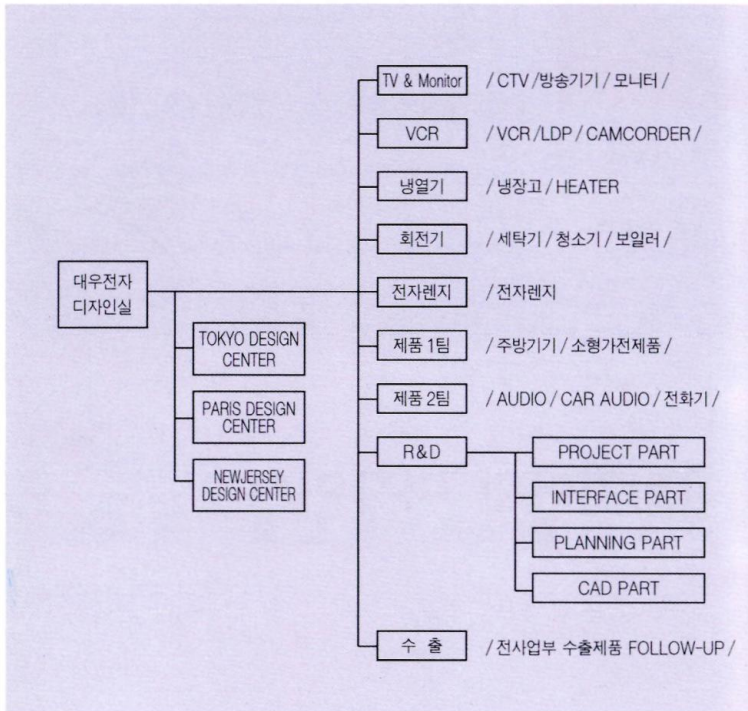 TV & Monitor / CTV /방송기기 / 모니터 /
VCR / VCR /LDP / CAMCORDER /
냉열기 / 냉장고 / HEATER
회전기 / 세탁기 / 청소기 / 보일러 /
대우전자
디자인실
전자렌지 / 전자렌지
TOKYO DESIGN
CENTER
제품 1팀 / 주방기기 / 소형가전제품 /
PARIS DESIGN
CENTER
제품 2팀 / AUDIO / CAR AUDIO / 전화기 /
NEWJERSEY
DESIGN CENTER
R&D PROJECT PART
INTERFACE PART
PLANNING PART
CAD PART
수 출 / 전사업부 수출제품 FOLLOW-UP /